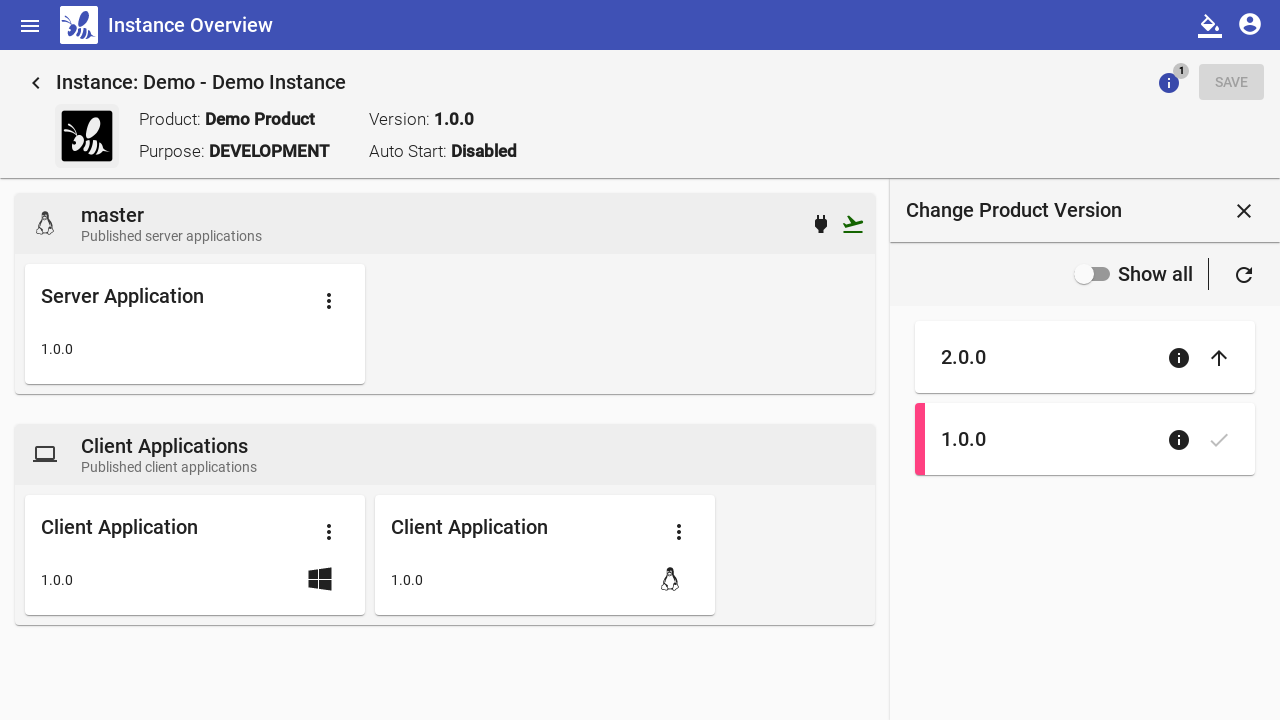 Instance Overview
Instance: Demo - Demo Instance
1
SAVE
Product: Demo Product
Version: 1.0.0
Purpose: DEVELOPMENT
Auto Start: Disabled
master
Published server applications
Server Application
1.0.0
Client Applications
Published client applications
Client Application
1.0.0
Client Application
1.0.0
Change Product Version
Show all
2.0.0
1.0.0